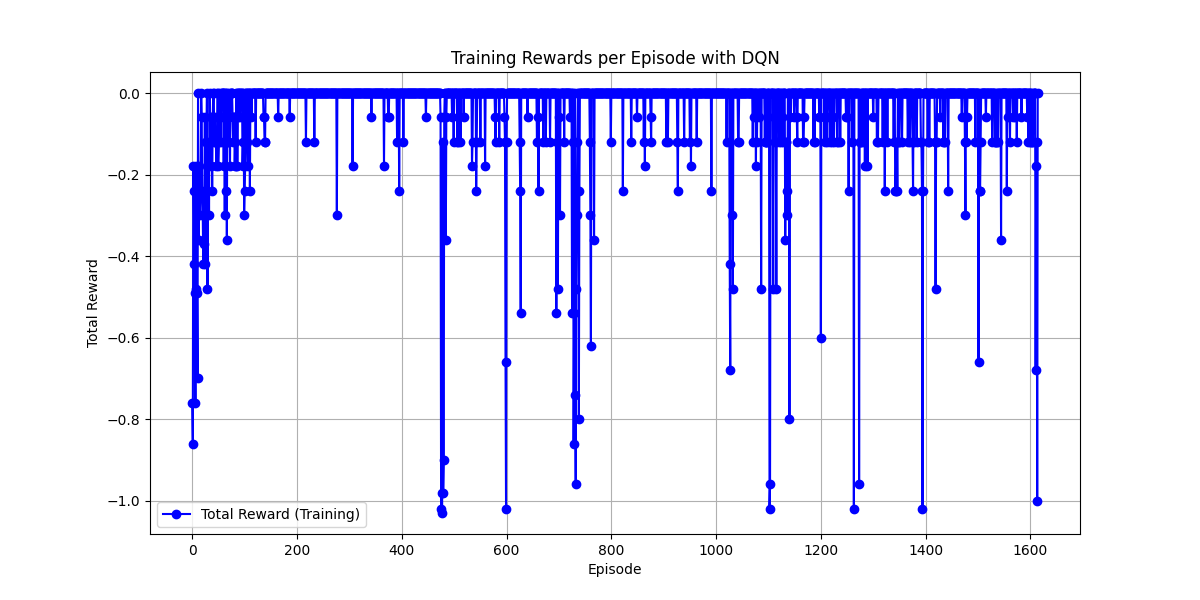 Training Rewards per Episode with DQN
Total Reward
0.0
−0.2
−0.4
−0.6
−0.8
−1.0
Total Reward (Training)
0 200 400 600 800 1000 1200 1400 1600
Episode